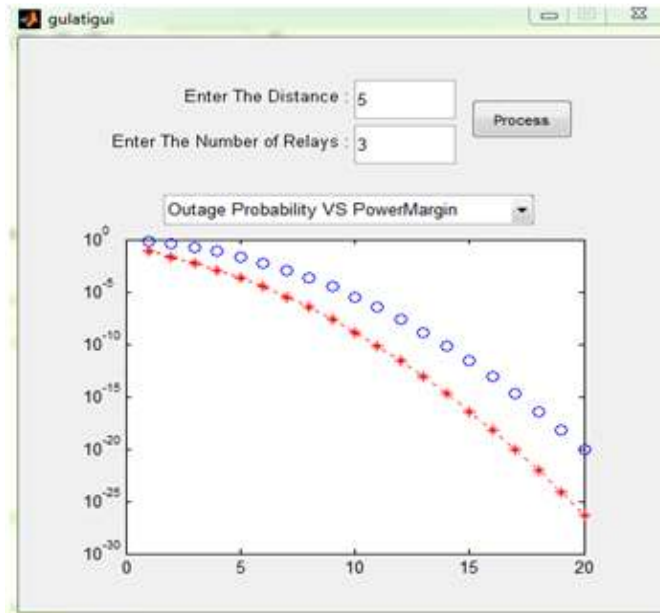 gulatigui
Enter The Distance : 5
Process
Enter The Number of Relays : 3
Outage Probability VS PowerMargin
10^0
10^-5
10^-10
10^-15
10^-20
10^-25
10^-30
0 5 10 15 20